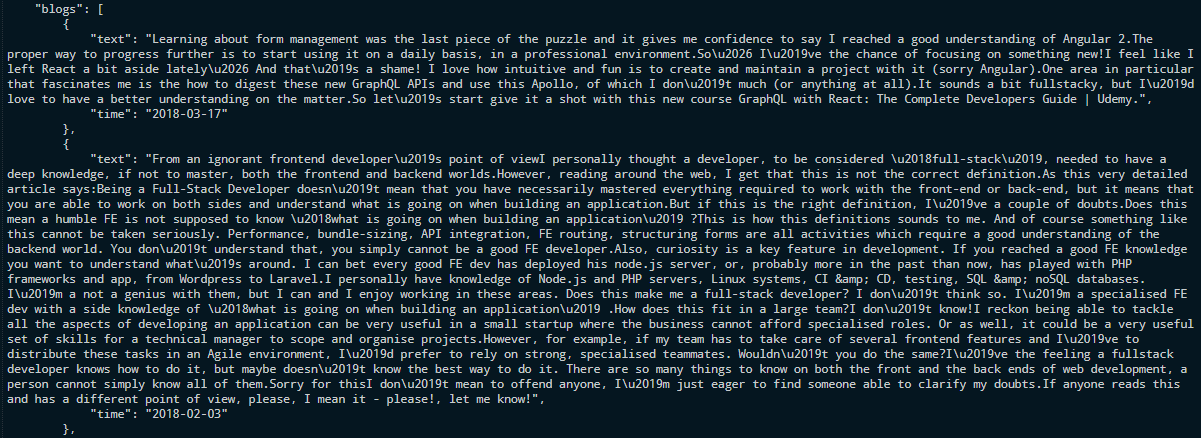 "blogs": [
{
"text": "Learning about form management was the last piece of the puzzle and it gives me confidence to say I reached a good understanding of Angular 2.The
proper way to progress further is to start using it on a daily basis, in a professional environment.So\u2026 I\u2019ve the chance of focusing on something new!I feel like I
left React a bit aside lately\u2026 And that\u2019s a shame! I love how intuitive and fun is to create and maintain a project with it (sorry Angular).One area in particular
that fascinates me is the how to digest these new GraphQL APIs and use this Apollo, of which I don\u2019t much (or anything at all).It sounds a bit fullstacky, but I\u2019d
love to have a better understanding on the matter.So let\u2019s start give it a shot with this new course GraphQL with React: The Complete Developers Guide | Udemy.",
"time": "2018-03-17"
},
{
"text": "From an ignorant frontend developer\u2019s point of viewI personally thought a developer, to be considered \u2018full-stack\u2019, needed to have a
deep knowledge, if not to master, both the frontend and backend worlds.However, reading around the web, I get that this is not the correct definition.As this very detailed
article says:Being a Full-Stack Developer doesn\u2019t mean that you have necessarily mastered everything required to work with the front-end or back-end, but it means that
you are able to work on both sides and understand what is going on when building an application.But if this is the right definition, I\u2019ve a couple of doubts.Does this
mean a humble FE is not supposed to know \u2018what is going on when building an application\u2019 ?This is how this definitions sounds to me. And of course something like
this cannot be taken seriously. Performance, bundle-sizing, API integration, FE routing, structuring forms are all activities which require a good understanding of the
backend world. You don\u2019t understand that, you simply cannot be a good FE developer.Also, curiosity is a key feature in development. If you reached a good FE knowledge
you want to understand what\u2019s around. I can bet every good FE dev has deployed his node.js server, or, probably more in the past than now, has played with PHP
frameworks and app, from Wordpress to Laravel.I personally have knowledge of Node.js and PHP servers, Linux systems, CI &amp; CD, testing, SQL &amp; noSQL databases.
I\u2019m a not a genius with them, but I can and I enjoy working in these areas. Does this make me a full-stack developer? I don\u2019t think so. I\u2019m a specialised FE
dev with a side knowledge of \u2018what is going on when building an application\u2019 .How does this fit in a large team?I don\u2019t know!I reckon being able to tackle
all the aspects of developing an application can be very useful in a small startup where the business cannot afford specialised roles. Or as well, it could be a very useful
set of skills for a technical manager to scope and organise projects.However, for example, if my team has to take care of several frontend features and I\u2019ve to
distribute these tasks in an Agile environment, I\u2019d prefer to rely on strong, specialised teammates. Wouldn\u2019t you do the same?I\u2019ve the feeling a fullstack
developer knows how to do it, but maybe doesn\u2019t know the best way to do it. There are so many things to know on both the front and the back ends of web development, a
person cannot simply know all of them.Sorry for thisI don\u2019t mean to offend anyone, I\u2019m just eager to find someone able to clarify my doubts.If anyone reads this
and has a different point of view, please, I mean it - please!, let me know!",
"time": "2018-02-03"
},